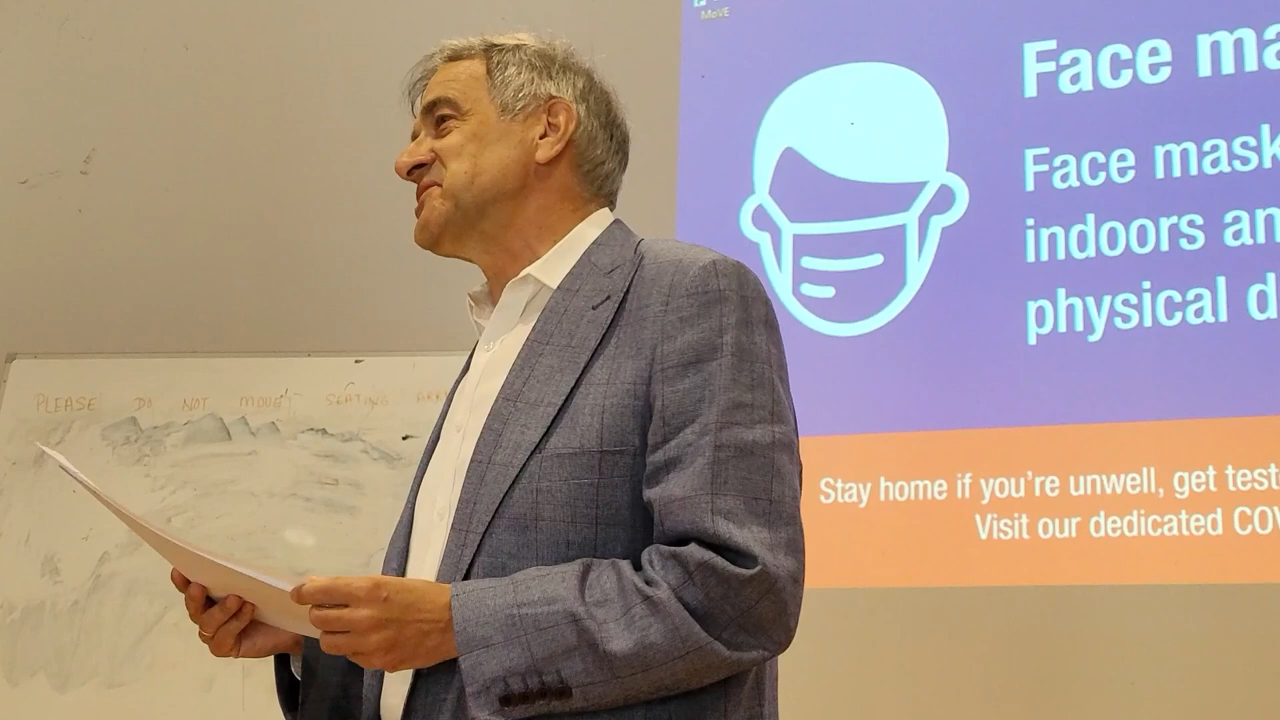 MoVE
Face ma
Face mask
indoors an
physical d
Stay home if you're unwell, get test
Visit our dedicated COV
PLEASE DO NOT SEATING